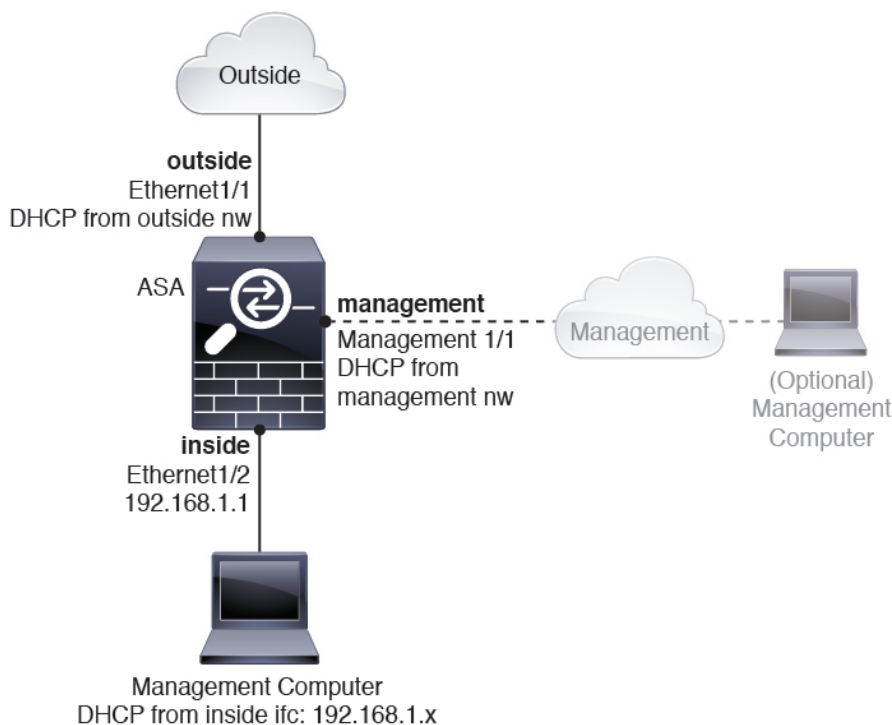 Outside
outside
Ethernet1/1
DHCP from outside nw
ASA
management
Management 1/1
DHCP from
management nw
Management
(Optional)
Management
Computer
inside
Ethernet1/2
192.168.1.1
Management Computer
DHCP from inside ifc: 192.168.1.x